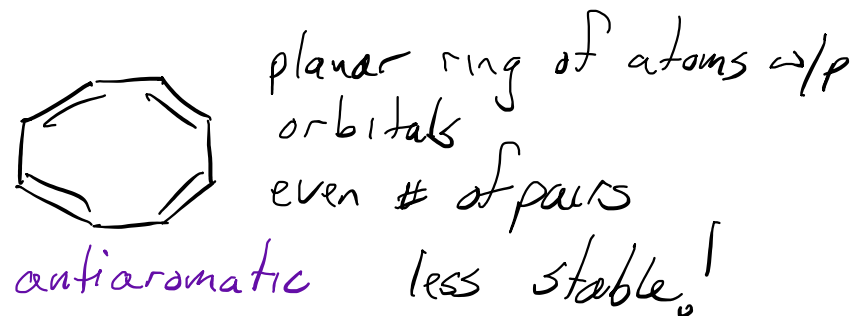 planar ring of atoms w/p
orbitals
even # of pairs
antiaromatic less stable!